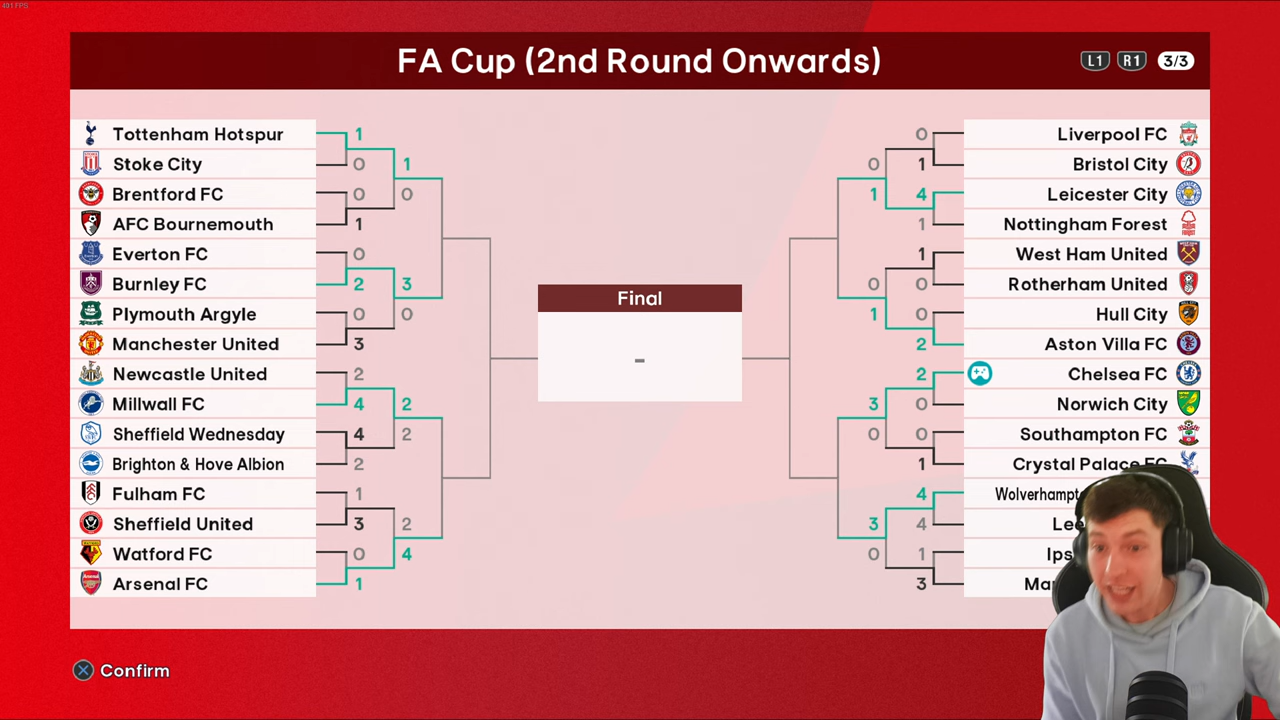 401 FPS
FA Cup (2nd Round Onwards)
L1 R1 3/3
Tottenham Hotspur 1
Stoke City 0
1
Brentford FC 0
0
AFC Bournemouth 1
Everton FC 0
Burnley FC 2
3
Plymouth Argyle 0
0
Manchester United 3
Newcastle United 2
Millwall FC 4
2
Sheffield Wednesday 4
2
Brighton & Hove Albion 2
Fulham FC 1
Sheffield United 3
2
Watford FC 0
4
Arsenal FC 1
Final
-
0 Liverpool FC
0
1 Bristol City
1
4 Leicester City
1 Nottingham Forest
1 West Ham United
0
0 Rotherham United
1
0 Hull City
2 Aston Villa FC
2 Chelsea FC
3
0 Norwich City
0
0 Southampton FC
1 Crystal Palace FC
4 Wolverhampt
3
4 Lee
0
1 Ips
3 Man
Confirm